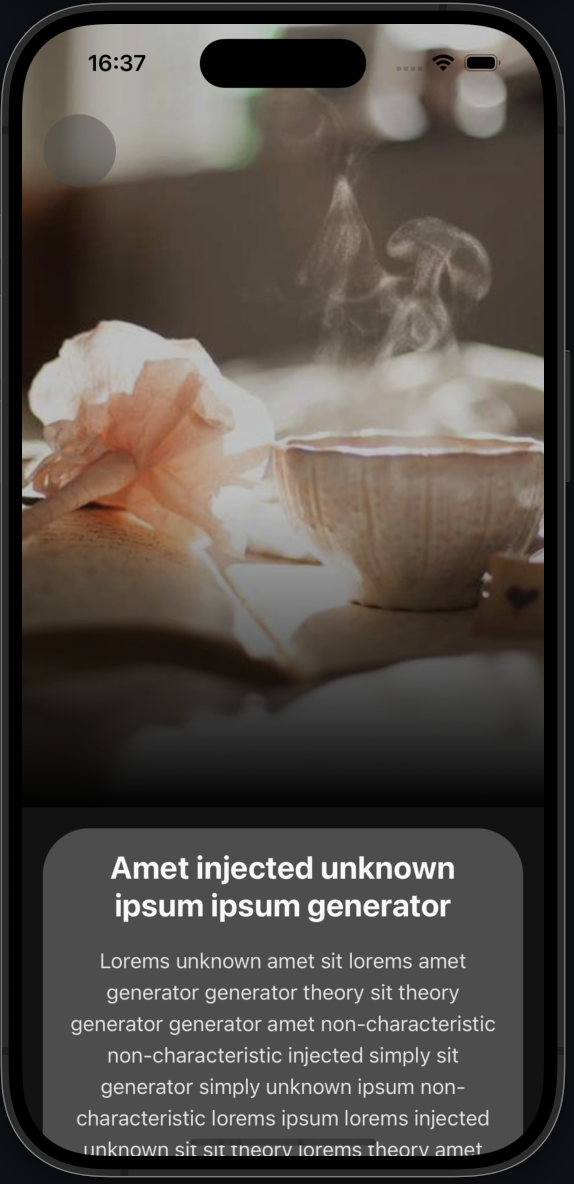 16:37
Amet injected unknown
ipsum ipsum generator
Lorems unknown amet sit lorems amet
generator generator theory sit theory
generator generator amet non-characteristic
non-characteristic injected simply sit
generator simply unknown ipsum non-
characteristic lorems ipsum lorems injected
unknown sit sit theory lorems theory amet